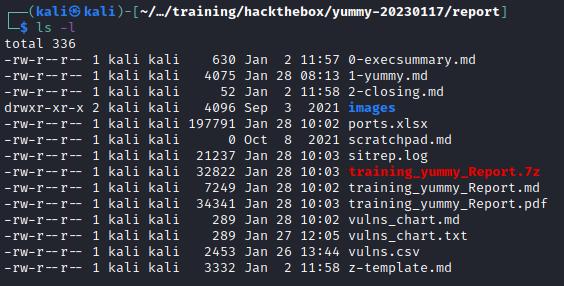 ┌──(kali㉿kali)-[~/…/training/hackthebox/yummy-20230117/report]
└─$ ls -l
total 336
-rw-r--r-- 1 kali kali    630 Jan  2 11:57 0-execsummary.md
-rw-r--r-- 1 kali kali   4075 Jan 28 08:13 1-yummy.md
-rw-r--r-- 1 kali kali     52 Jan  2 11:58 2-closing.md
drwxr-xr-x 2 kali kali   4096 Sep  3  2021 images
-rw-r--r-- 1 kali kali 197791 Jan 28 10:02 ports.xlsx
-rw-r--r-- 1 kali kali      0 Oct  8  2021 scratchpad.md
-rw-r--r-- 1 kali kali  21237 Jan 28 10:03 sitrep.log
-rw-r--r-- 1 kali kali  32822 Jan 28 10:03 training_yummy_Report.7z
-rw-r--r-- 1 kali kali   7249 Jan 28 10:02 training_yummy_Report.md
-rw-r--r-- 1 kali kali  34341 Jan 28 10:03 training_yummy_Report.pdf
-rw-r--r-- 1 kali kali    289 Jan 28 10:02 vulns_chart.md
-rw-r--r-- 1 kali kali    289 Jan 27 12:05 vulns_chart.txt
-rw-r--r-- 1 kali kali   2453 Jan 26 13:44 vulns.csv
-rw-r--r-- 1 kali kali   3332 Jan  2 11:58 z-template.md